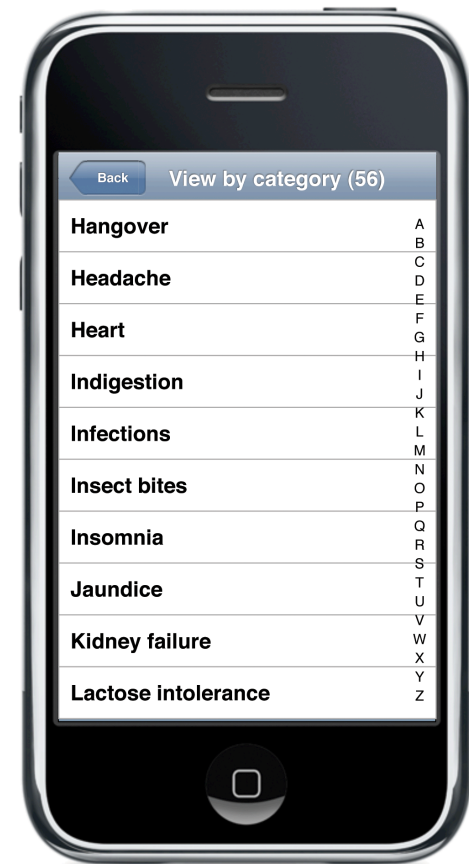 Back
View by category (56)
Hangover
Headache
Heart
Indigestion
Infections
Insect bites
Insomnia
Jaundice
Kidney failure
Lactose intolerance
A
B
C
D
E
F
G
H
I
J
K
L
M
N
O
P
Q
R
S
T
U
V
W
X
Y
Z